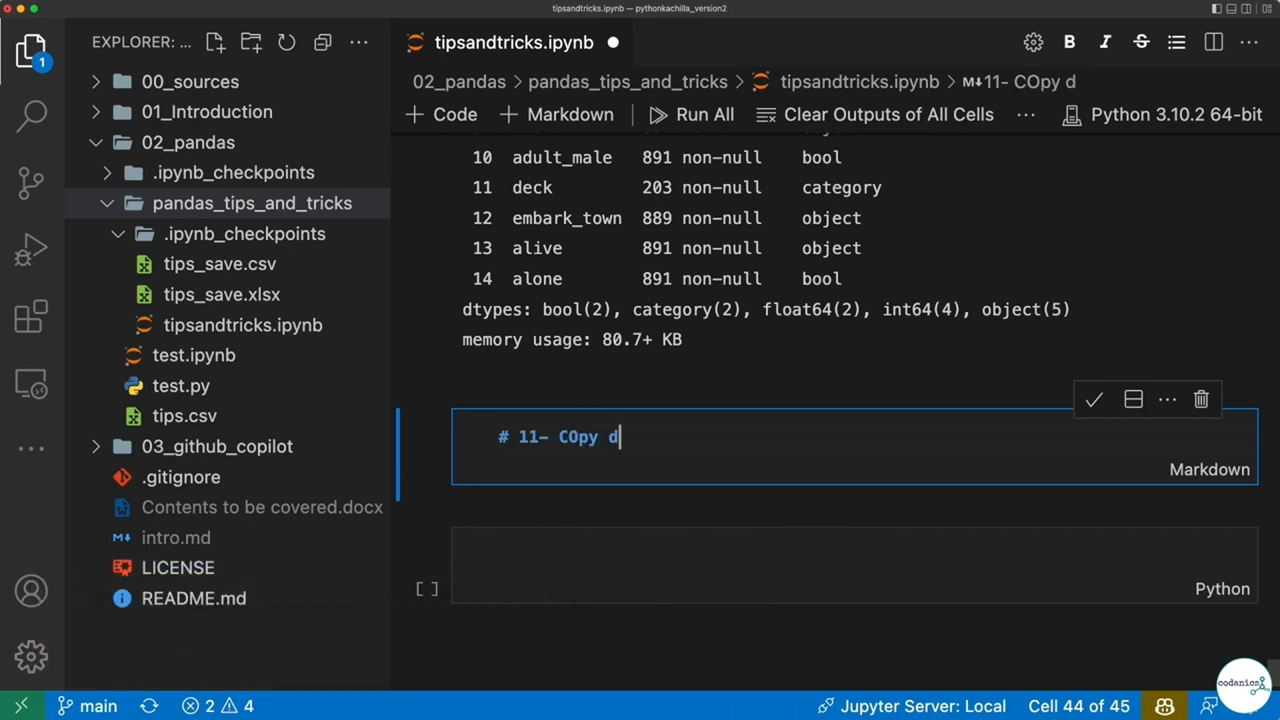 tipsandtricks.ipynb — pythonkachilla_version2
EXPLORER: ...
tipsandtricks.ipynb
1
00_sources
01_Introduction
02_pandas
.ipynb_checkpoints
pandas_tips_and_tricks
.ipynb_checkpoints
tips_save.csv
tips_save.xlsx
tipsandtricks.ipynb
test.ipynb
test.py
tips.csv
03_github_copilot
.gitignore
Contents to be covered.docx
intro.md
LICENSE
README.md
02_pandas > pandas_tips_and_tricks > tipsandtricks.ipynb > M↓11- COpy d
+ Code + Markdown | Run All Clear Outputs of All Cells ... Python 3.10.2 64-bit
10 adult_male 891 non-null bool
11 deck 203 non-null category
12 embark_town 889 non-null object
13 alive 891 non-null object
14 alone 891 non-null bool
dtypes: bool(2), category(2), float64(2), int64(4), object(5)
memory usage: 80.7+ KB
# 11- COpy d
Markdown
[ ]
Python
codanics
main 2 4 Jupyter Server: Local Cell 44 of 45